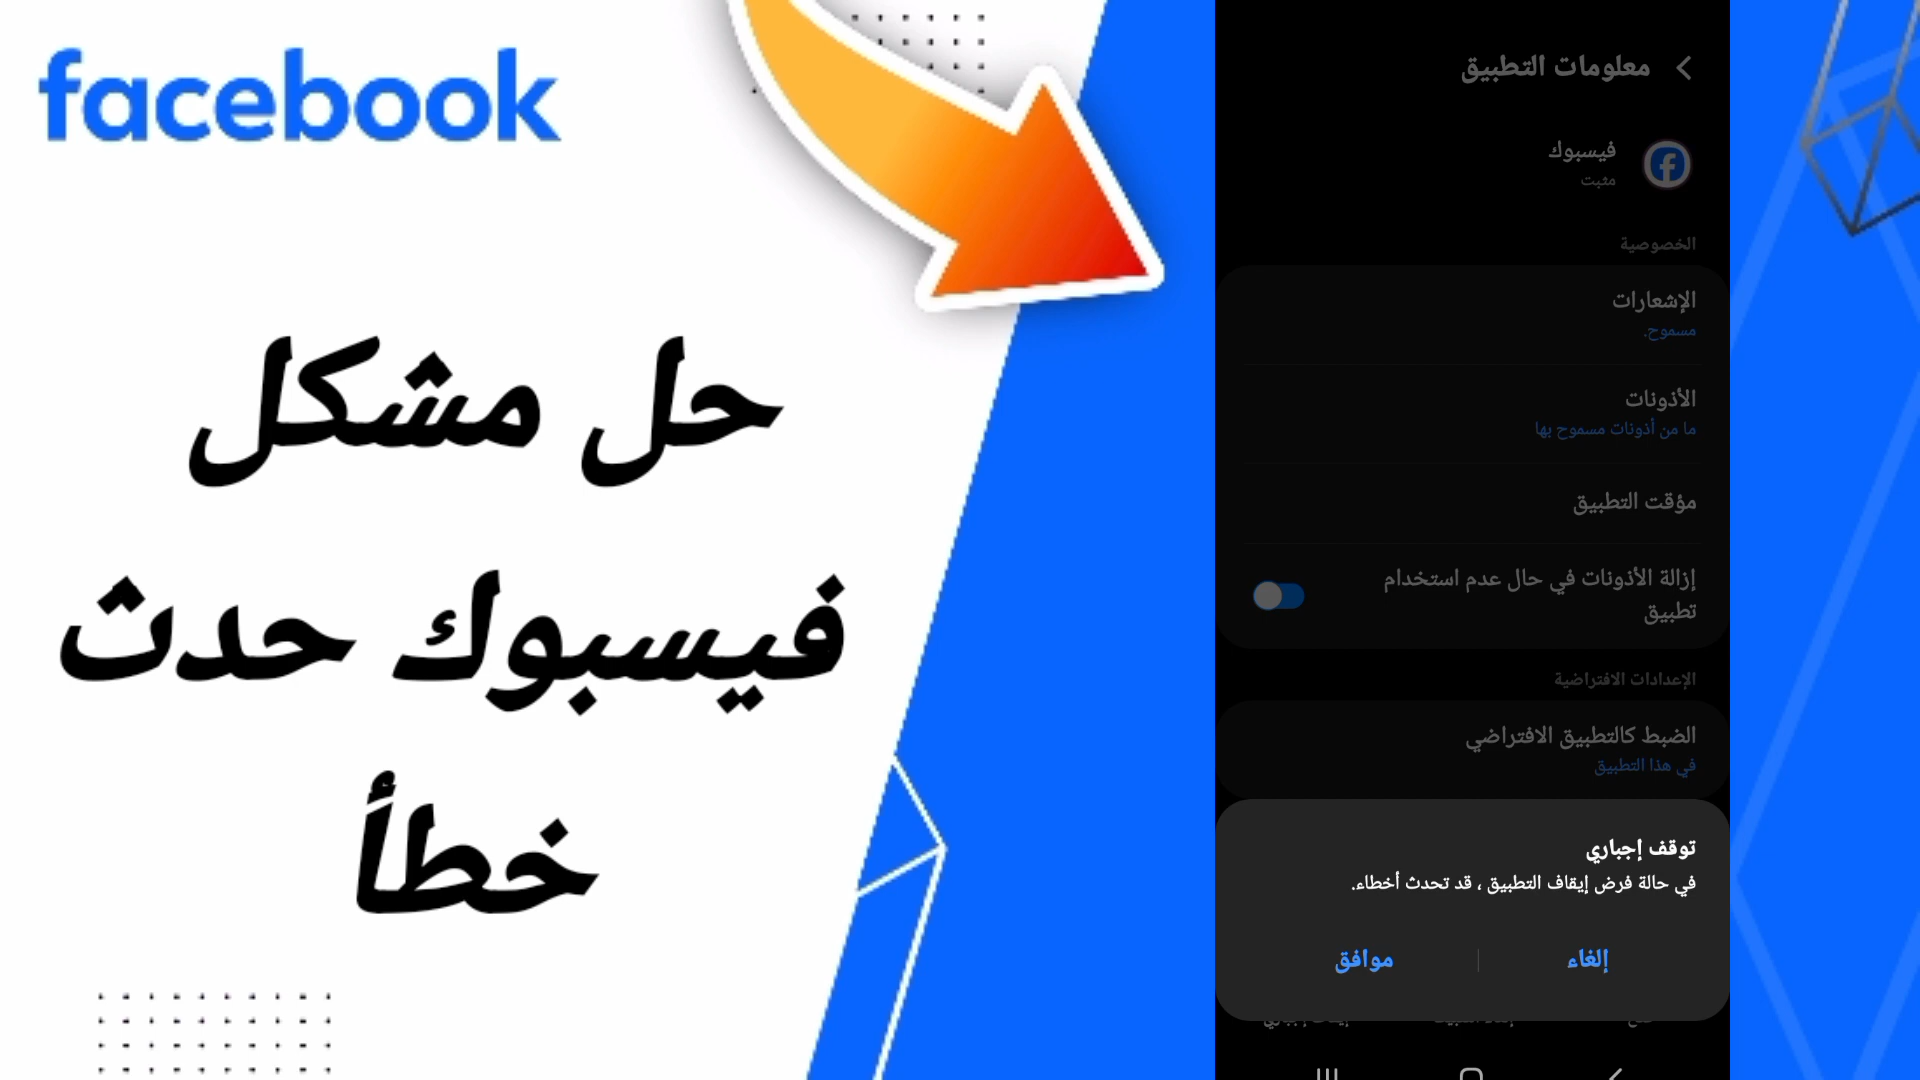 facebook
حل مشكل
فيسبوك حدث
خطأ
معلومات التطبيق
فيسبوك
مثبت
الخصوصية
الإشعارات
مسموح.
الأذونات
ما من أذونات مسموح بها
مؤقت التطبيق
إزالة الأذونات في حال عدم استخدام
تطبيق
الإعدادات الافتراضية
الضبط كالتطبيق الافتراضي
في هذا التطبيق
توقف إجباري
في حالة فرض إيقاف التطبيق ، قد تحدث أخطاء.
إلغاء
موافق